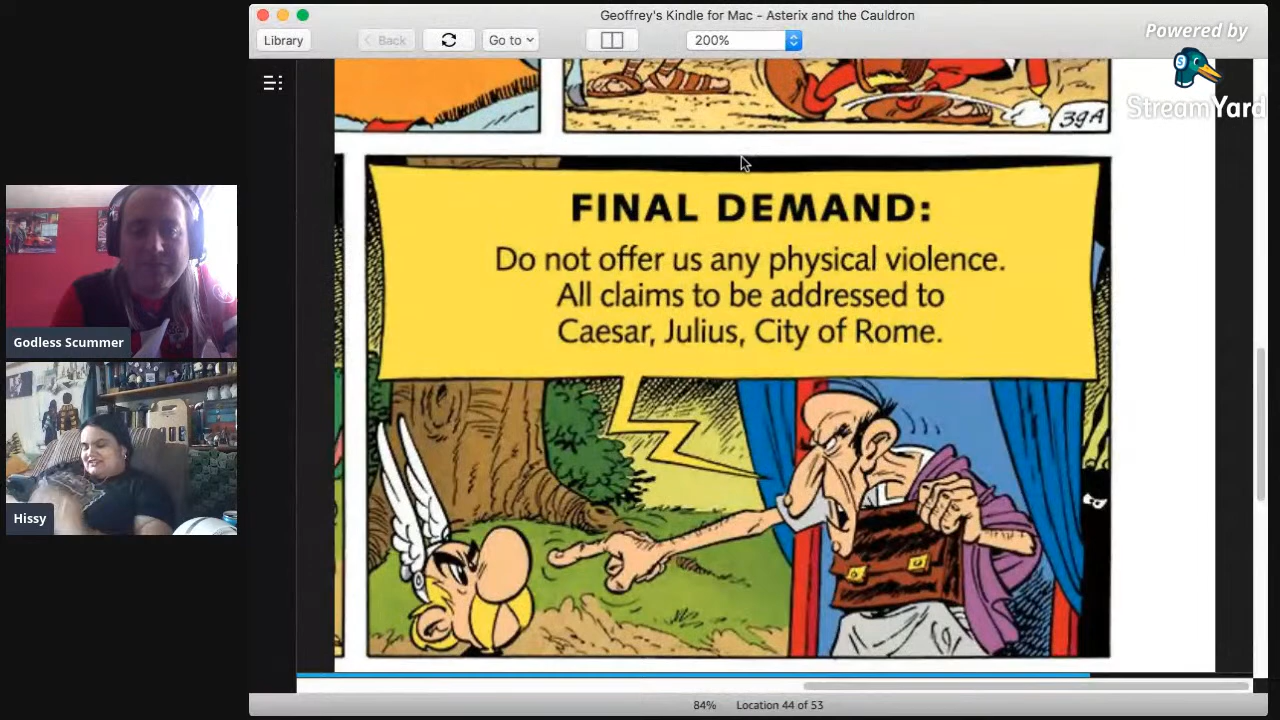 Geoffrey's Kindle for Mac - Asterix and the Cauldron
Library
Back
Go to
200%
Powered by
StreamYard
39A
FINAL DEMAND:
Do not offer us any physical violence.
All claims to be addressed to
Caesar, Julius, City of Rome.
Godless Scummer
Hissy
84%
Location 44 of 53